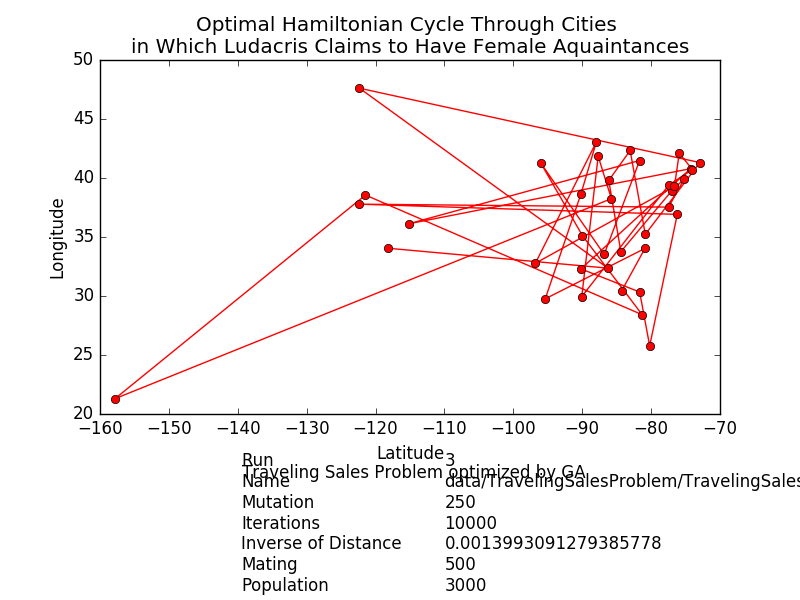 Optimal Hamiltonian Cycle Through Cities
in Which Ludacris Claims to Have Female Aquaintances
50
45
40
35
30
25
20
Longitude
−160 −150 −140 −130 −120 −110 −100 −90 −80 −70
Latitude
Run 3
Traveling Sales Problem optimized by GA
Name data/TravelingSalesProblem/TravelingSales
Mutation 250
Iterations 10000
Inverse of Distance 0.0013993091279385778
Mating 500
Population 3000